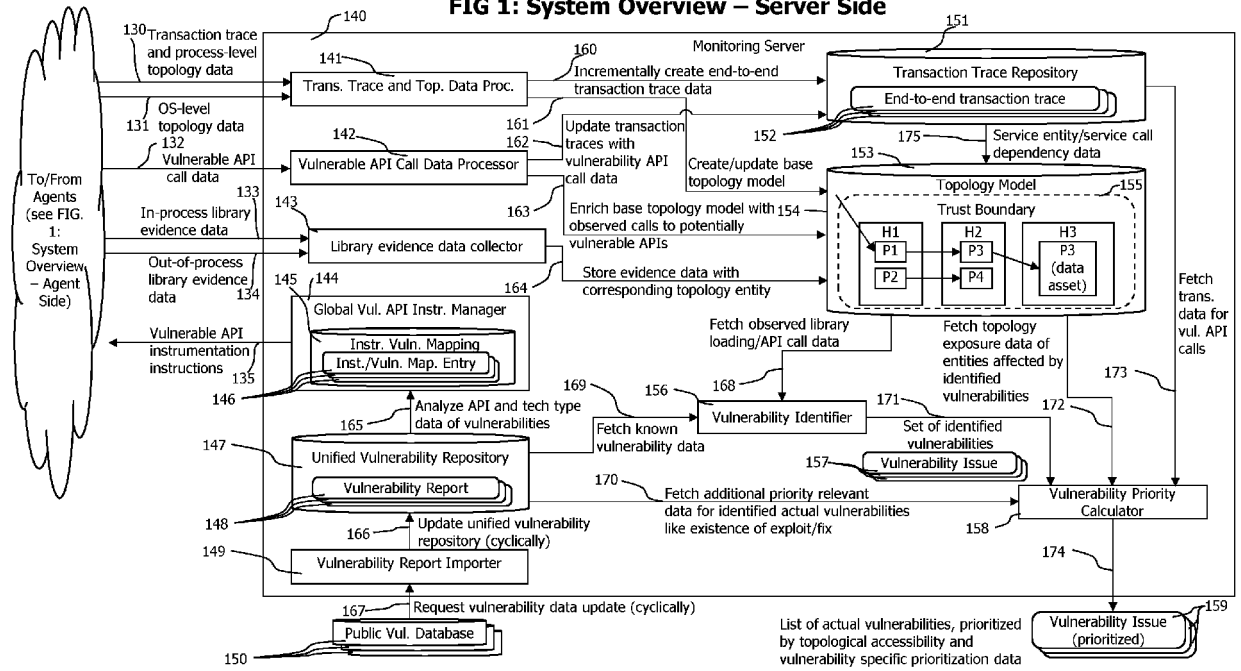 FIG 1: System Overview – Server Side
130
140
151
Transaction trace
and process-level
topology data
141
160
Monitoring Server
Trans. Trace and Top. Data Proc.
Incrementally create end-to-end
transaction trace data
Transaction Trace Repository
End-to-end transaction trace
OS-level
topology data
131
161
152
132
142
162
Update transaction
traces with
vulnerability API
call data
175
Service entity/service call
dependency data
Vulnerable API
call data
Vulnerable API Call Data Processor
153
Create/update base
topology model
Topology Model
155
To/From
Agents
(see FIG.
1:
System
Overview
– Agent
Side)
133
143
163
Enrich base topology model with
observed calls to potentially
vulnerable APIs
154
Trust Boundary
In-process library
evidence data
Library evidence data collector
H1
H2
H3
P1
P3
P3
(data
asset)
P2
P4
Out-of-process
library evidence
data
134
144
164
Store evidence data with
corresponding topology entity
145
Global Vul. API Instr. Manager
Fetch
trans.
data for
vul. API
calls
Vulnerable API
instrumentation
instructions
135
Instr. Vuln. Mapping
Inst./Vuln. Map. Entry
Fetch observed library
loading/API call data
Fetch topology
exposure data of
entities affected by
identified
vulnerabilities
146
169
156
168
171
173
165
Analyze API and tech type
data of vulnerabilities
Vulnerability Identifier
172
147
Fetch known
vulnerability data
Set of identified
vulnerabilities
Unified Vulnerability Repository
157
Vulnerability Issue
Vulnerability Report
170
Fetch additional priority relevant
data for identified actual vulnerabilities
like existence of exploit/fix
Vulnerability Priority
Calculator
148
166
Update unified vulnerability
repository (cyclically)
158
149
Vulnerability Report Importer
174
167
Request vulnerability data update (cyclically)
159
Public Vul. Database
150
List of actual vulnerabilities, prioritized
by topological accessibility and
vulnerability specific prioritization data
Vulnerability Issue
(prioritized)